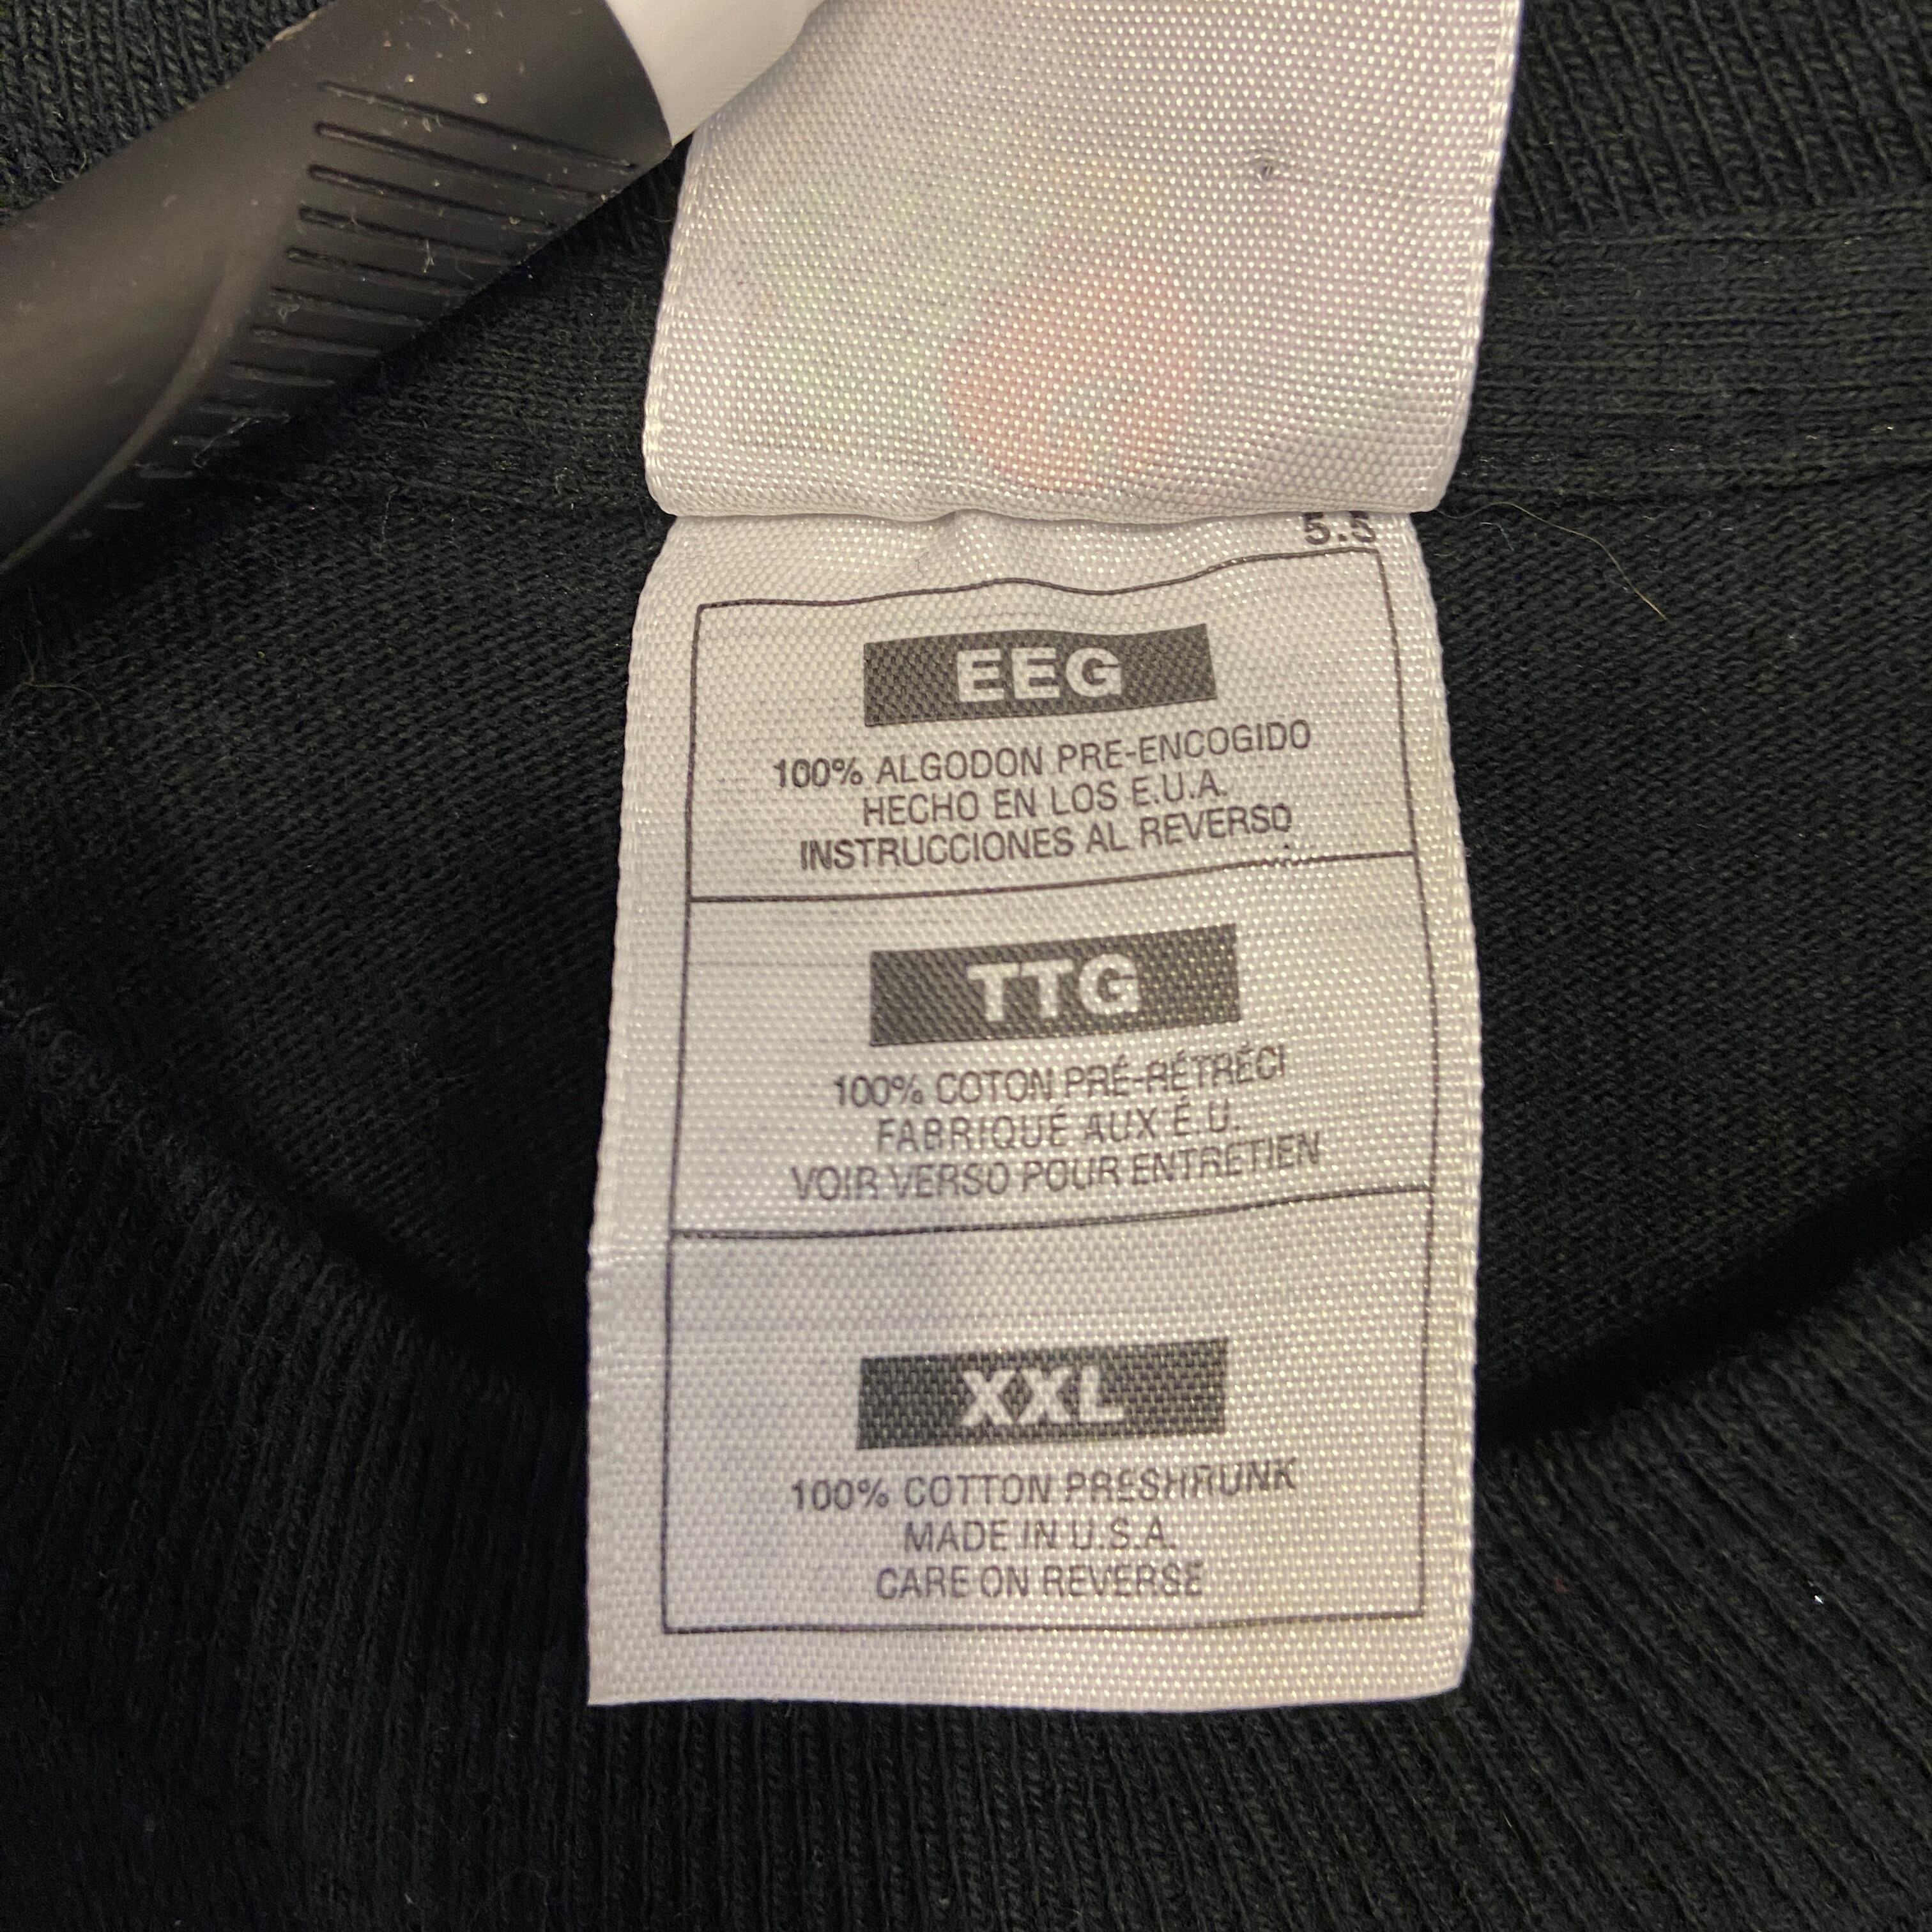 5.5
EEG
100% ALGODON PRE-ENCOGIDO
HECHO EN LOS E.U.A.
INSTRUCCIONES AL REVERSO
TTG
100% COTON PRÉ-RÉTRÉCI
FABRIQUÉ AUX É.U.
VOIR VERSO POUR ENTRETIEN
XXL
100% COTTON PRESHRUNK
MADE IN U.S.A.
CARE ON REVERSE